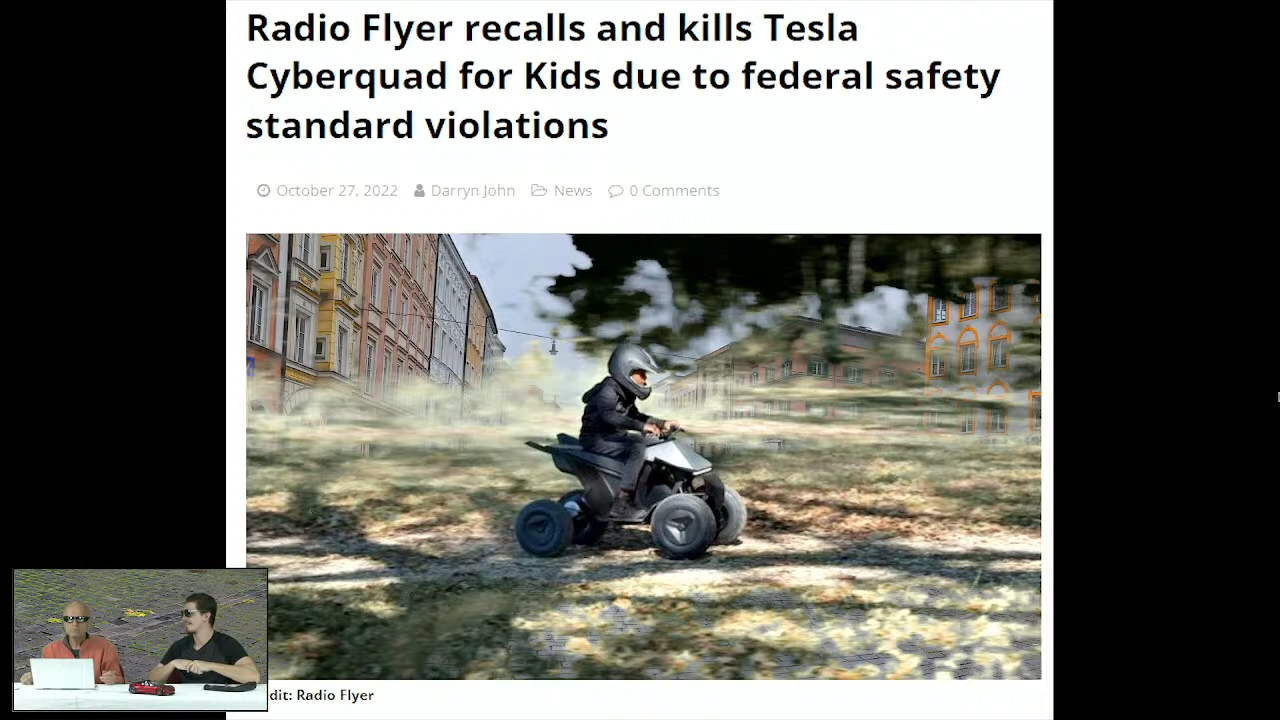 Radio Flyer recalls and kills Tesla
Cyberquad for Kids due to federal safety
standard violations
October 27, 2022 Darryn John News 0 Comments
dit: Radio Flyer